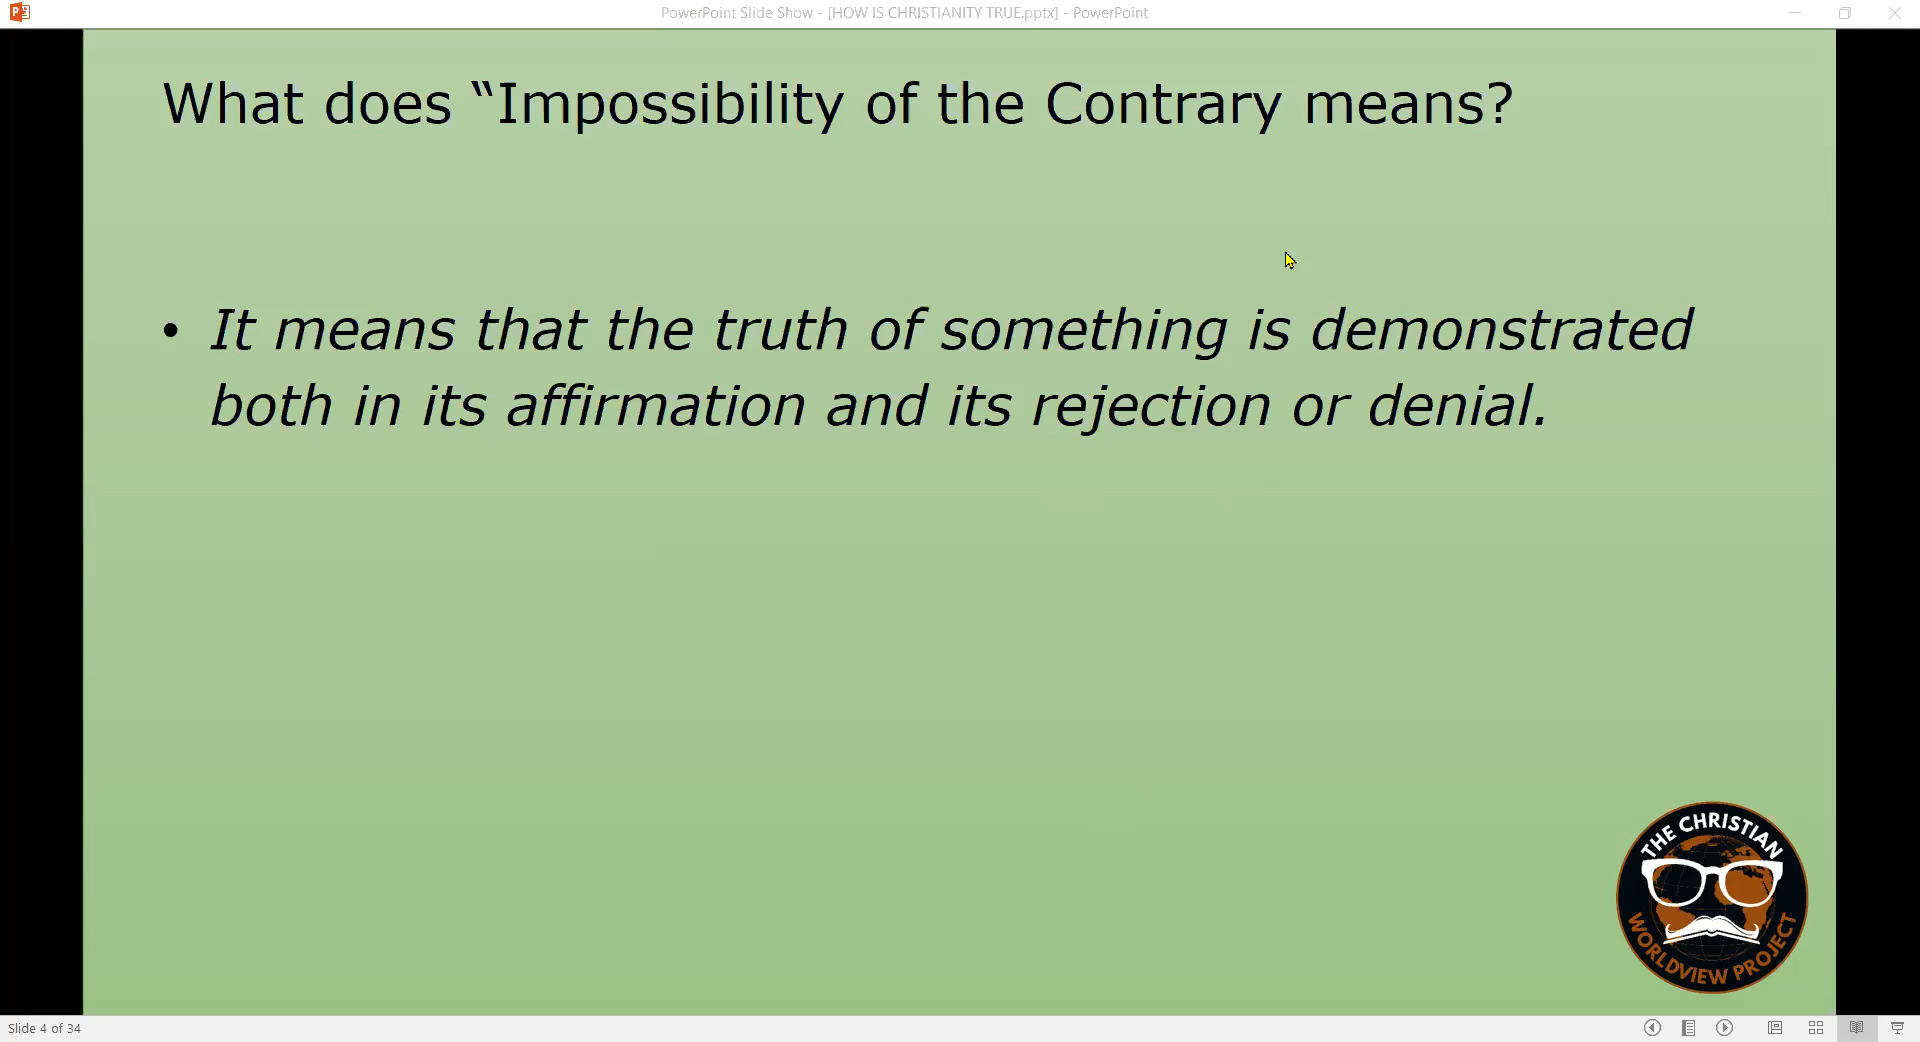 PowerPoint Slide Show - [HOW IS CHRISTIANITY TRUE.pptx] - PowerPoint
What does “Impossibility of the Contrary means?
• It means that the truth of something is demonstrated
both in its affirmation and its rejection or denial.
THE CHRISTIAN
WORLDVIEW PROJECT
Slide 4 of 34